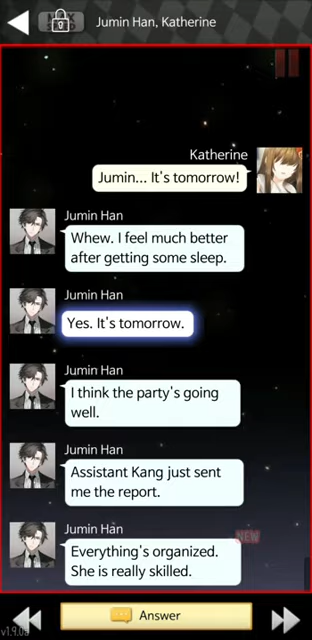 Jumin Han, Katherine
Katherine
Jumin... It's tomorrow!
Jumin Han
Whew. I feel much better
after getting some sleep.
Jumin Han
Yes. It's tomorrow.
Jumin Han
I think the party's going
well.
Jumin Han
Assistant Kang just sent
me the report.
Jumin Han
NEW
Everything's organized.
She is really skilled.
Answer